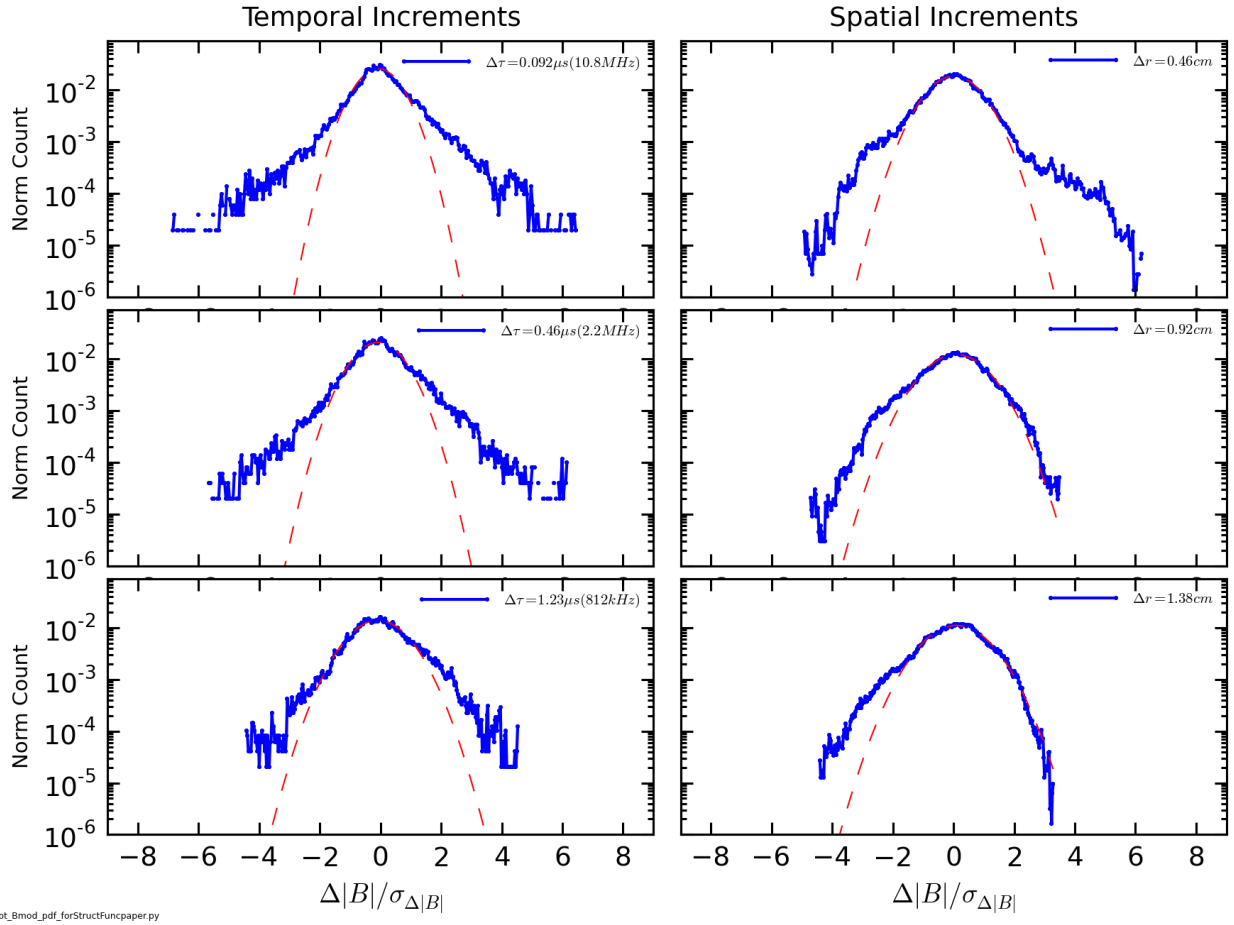 Temporal Increments
Spatial Increments
Norm Count
10^-2
10^-3
10^-4
10^-5
10^-6
Δτ=0.092μs(10.8MHz)
Δr=0.46cm
Norm Count
10^-2
10^-3
10^-4
10^-5
10^-6
Δτ=0.46μs(2.2MHz)
Δr=0.92cm
Norm Count
10^-2
10^-3
10^-4
10^-5
10^-6
Δτ=1.23μs(812kHz)
Δr=1.38cm
−8 −6 −4 −2 0 2 4 6 8
−8 −6 −4 −2 0 2 4 6 8
Δ|B|/σ_Δ|B|
Δ|B|/σ_Δ|B|
ot_Bmod_pdf_forStructFuncpaper.py